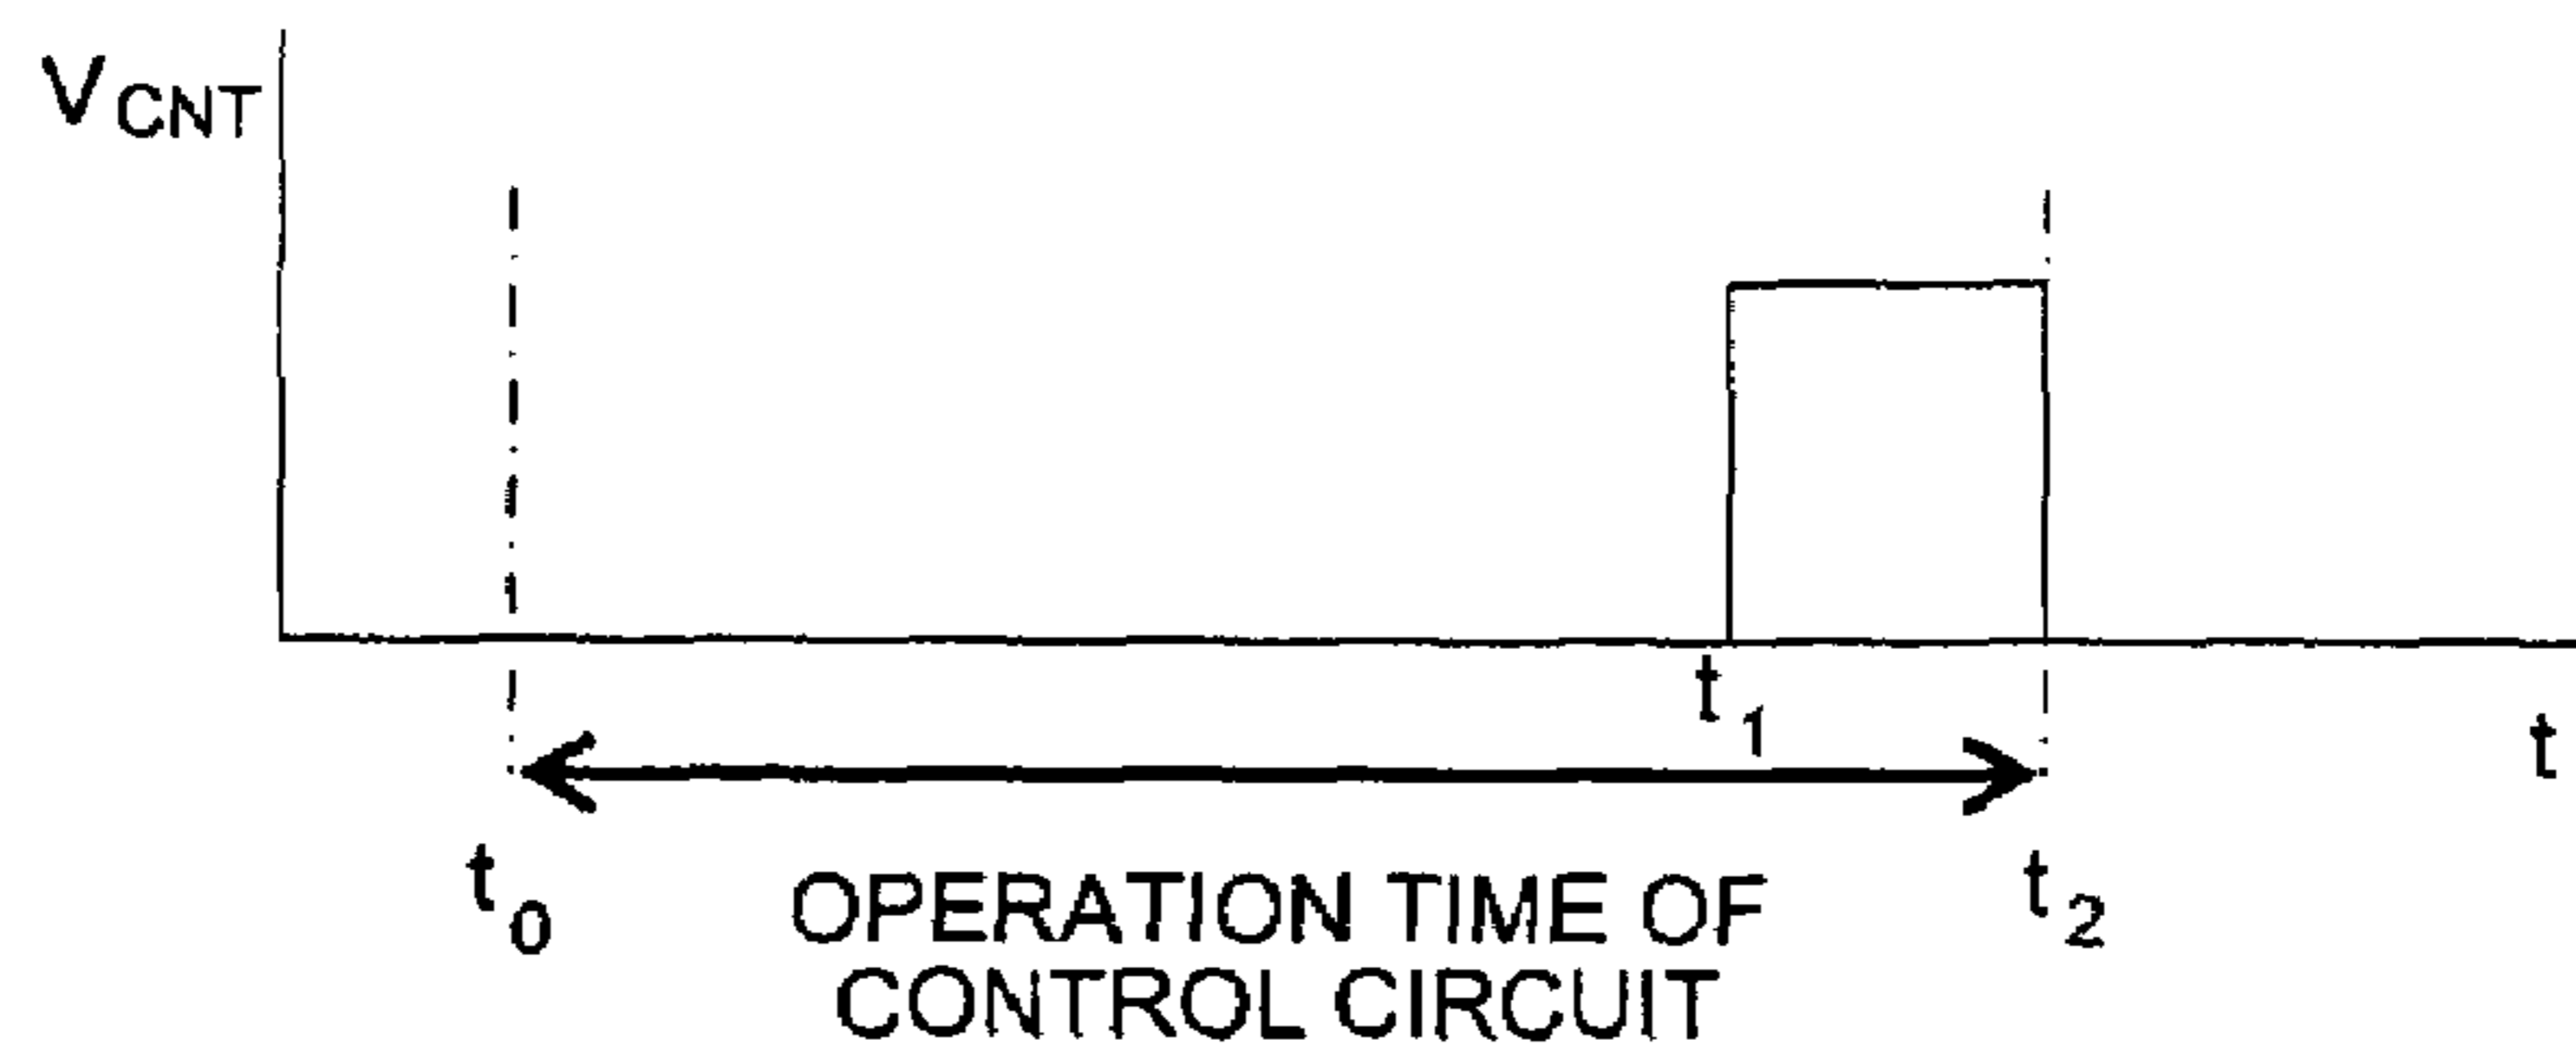 VCNT
t1
t
t0
t2
OPERATION TIME OF
CONTROL CIRCUIT